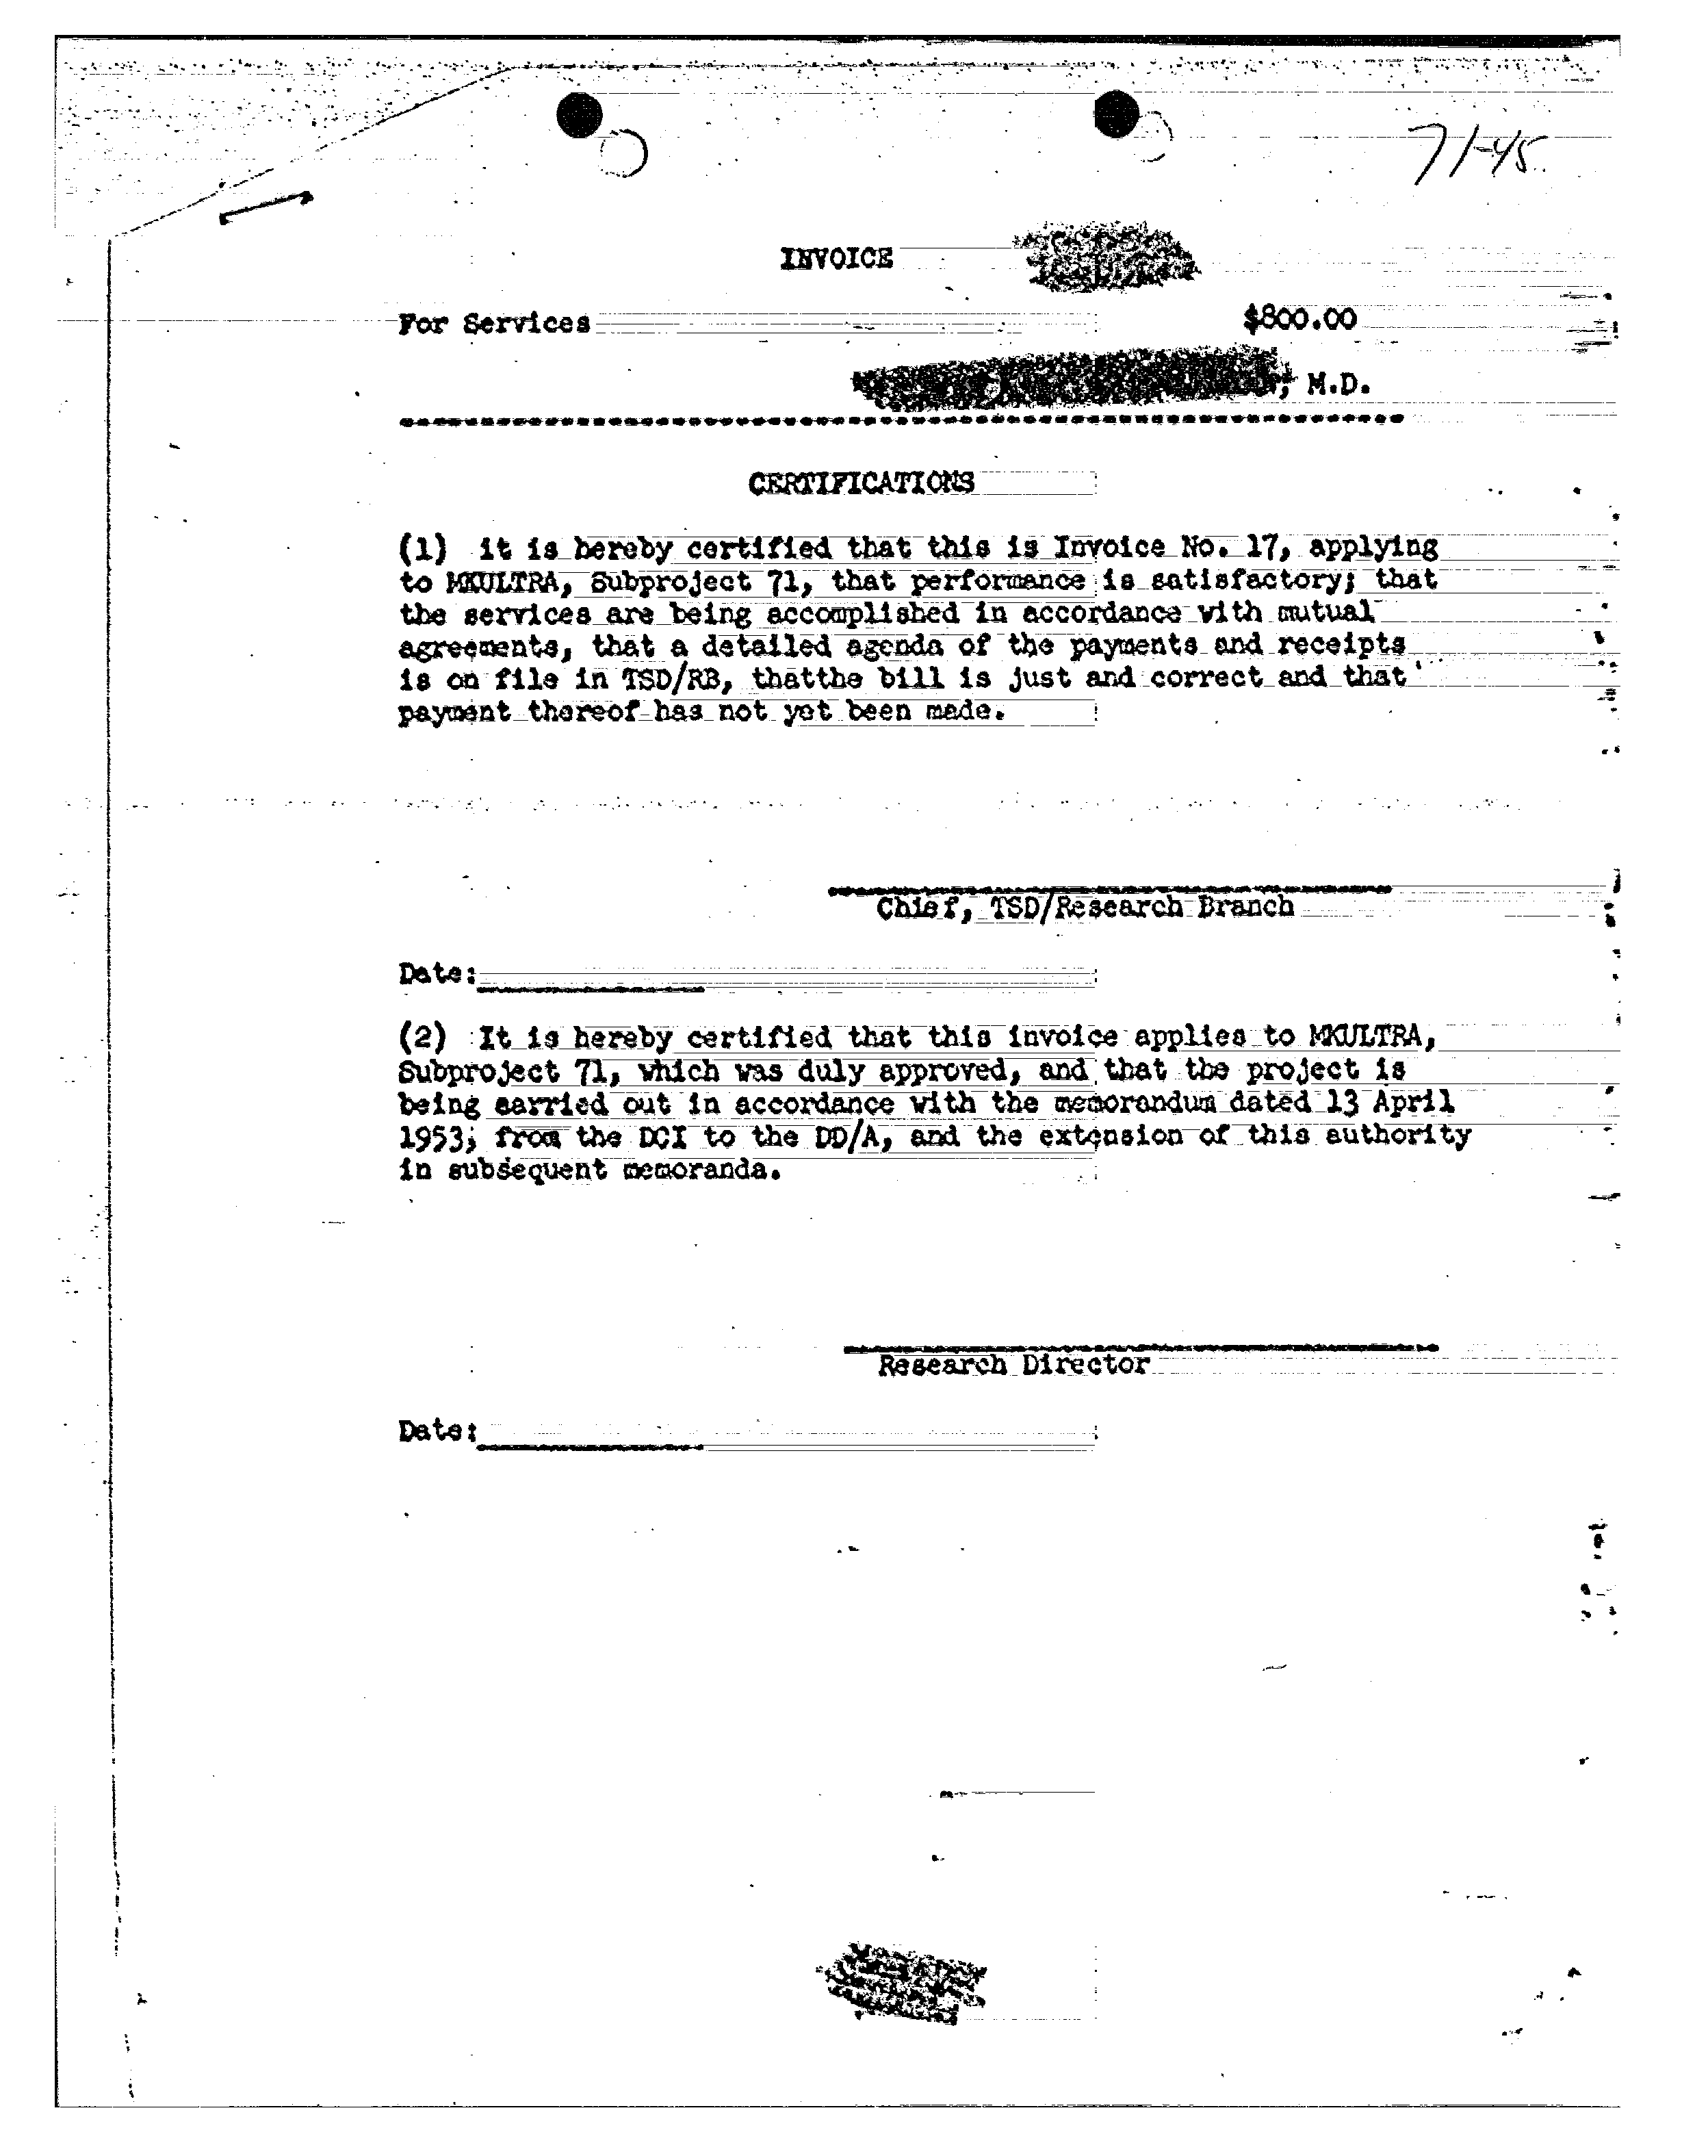 71-45
INVOICE
For Services $800.00
, M.D.
CERTIFICATIONS
(1) it is hereby certified that this is Invoice No. 17, applying
to MKULTRA, Subproject 71, that performance is satisfactory; that
the services are being accomplished in accordance with mutual
agreements, that a detailed agenda of the payments and receipts
is on file in TSD/RB, thatthe bill is just and correct and that
payment thereof has not yet been made.
Chief, TSD/Research Branch
Date:
(2) It is hereby certified that this invoice applies to MKULTRA,
Subproject 71, which was duly approved, and that the project is
being carried out in accordance with the memorandum dated 13 April
1953, from the DCI to the DD/A, and the extension of this authority
in subsequent memoranda.
Research Director
Date: